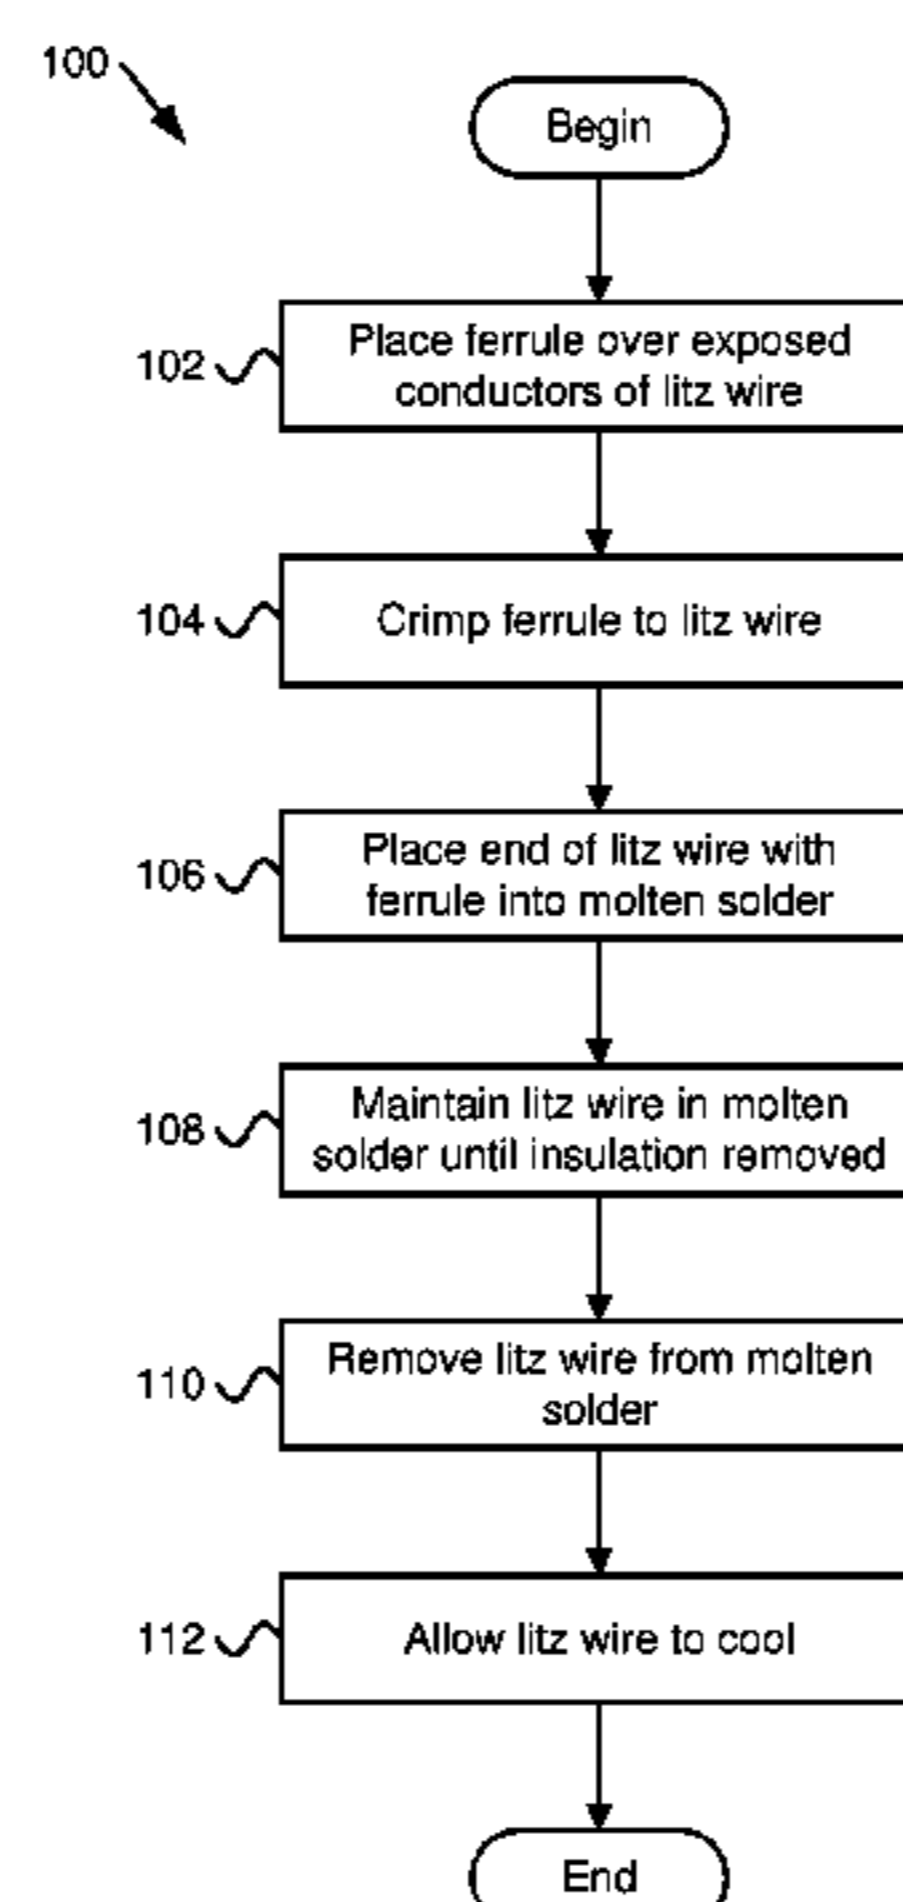 100
Begin
102
Place ferrule over exposed
conductors of litz wire
104
Crimp ferrule to litz wire
106
Place end of litz wire with
ferrule into molten solder
108
Maintain litz wire in molten
solder until insulation removed
110
Remove litz wire from molten
solder
112
Allow litz wire to cool
End